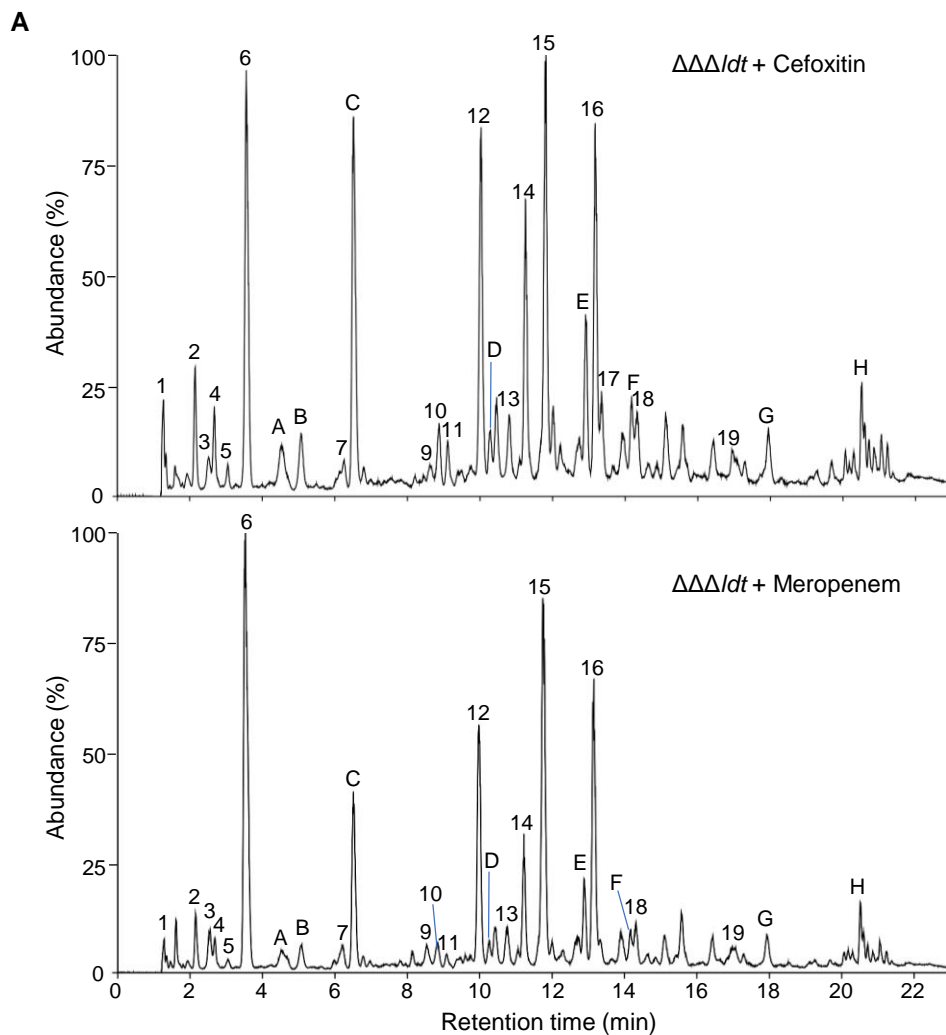 A
ΔΔΔldt + Cefoxitin
Abundance (%)
100
75
50
25
0
1
2
3
4
5
6
A
B
7
C
9
10
11
12
D
13
14
15
E
16
17
F
18
19
G
H
ΔΔΔldt + Meropenem
Abundance (%)
100
75
50
25
0
1
2
3
4
5
6
A
B
7
C
9
10
11
12
D
13
14
15
E
16
F
18
19
G
H
0 2 4 6 8 10 12 14 16 18 20 22
Retention time (min)